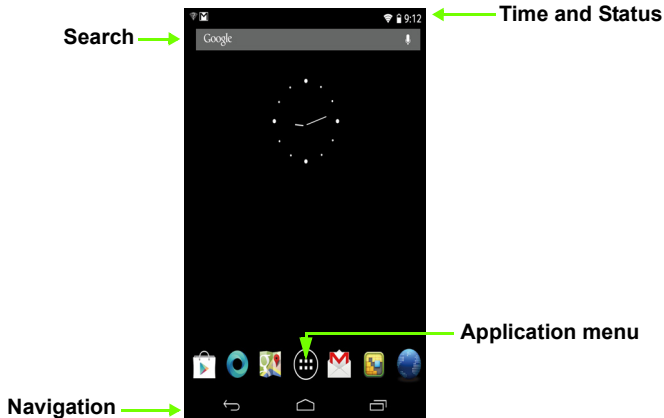 Time and Status
9:12
Search
Google
Application menu
Navigation